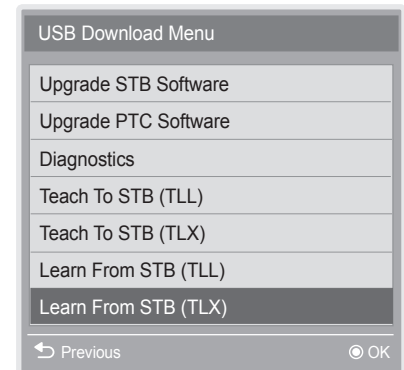 USB Download Menu
Upgrade STB Software
Upgrade PTC Software
Diagnostics
Teach To STB (TLL)
Teach To STB (TLX)
Learn From STB (TLL)
Learn From STB (TLX)
Previous OK